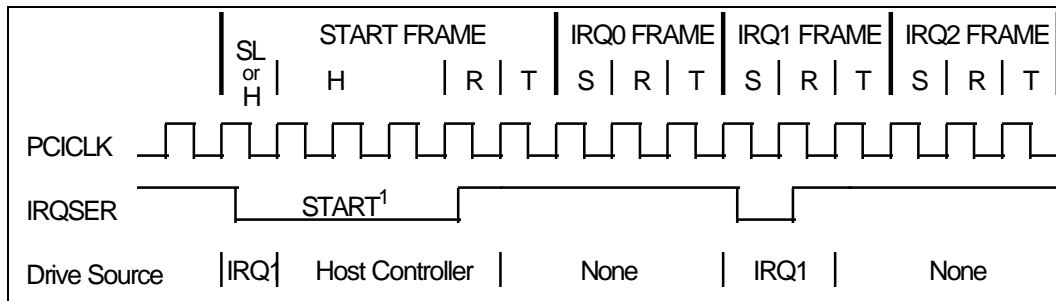 SL
or
H
START FRAME
IRQ0 FRAME IRQ1 FRAME IRQ2 FRAME
H R T S R T S R T S R T
PCICLK
IRQSER START1
Drive Source IRQ1 Host Controller None IRQ1 None